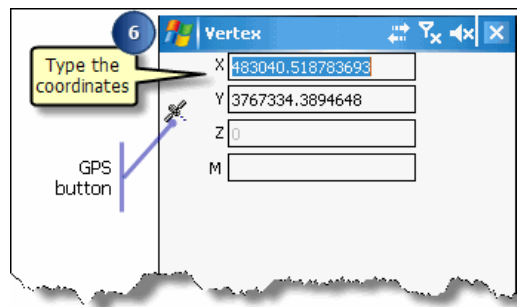 6
Vertex
Type the
coordinates
X 483040.518783693
Y 3767334.3894648
Z 0
M
GPS
button